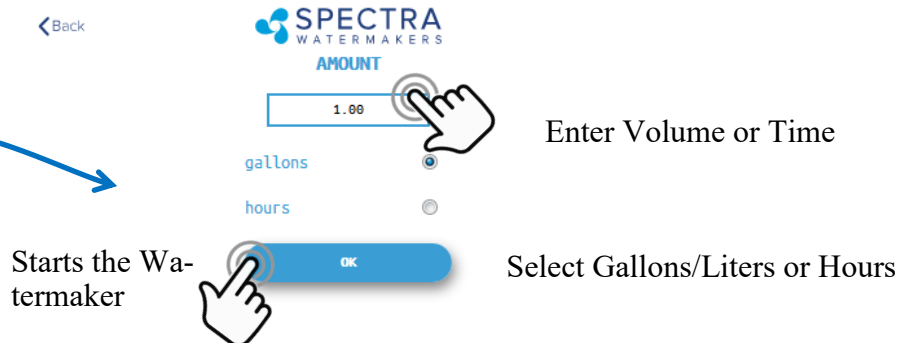 Back
SPECTRA
WATERMAKERS
AMOUNT
1.00
Enter Volume or Time
gallons
hours
Starts the Wa-
termaker
OK
Select Gallons/Liters or Hours